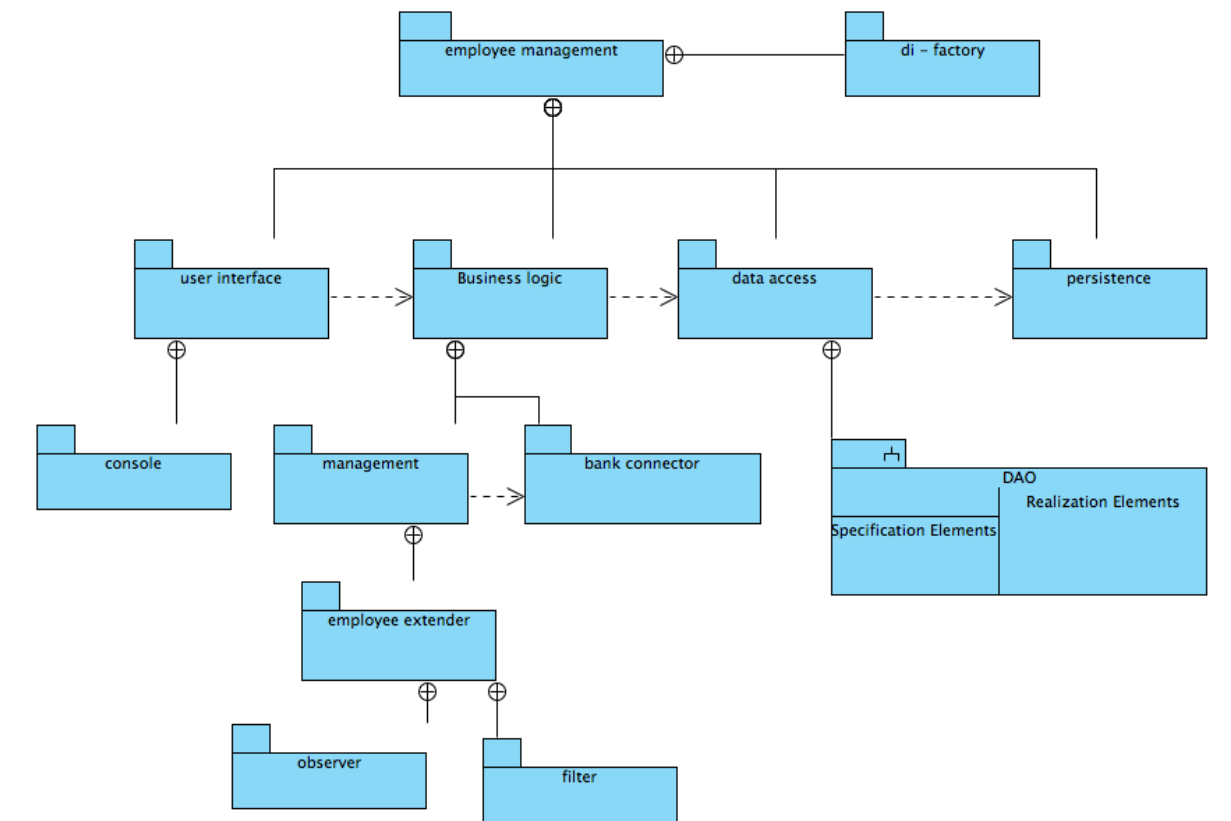 employee management
di - factory
user interface
Business logic
data access
persistence
console
management
bank connector
DAO
Realization Elements
Specification Elements
employee extender
observer
filter